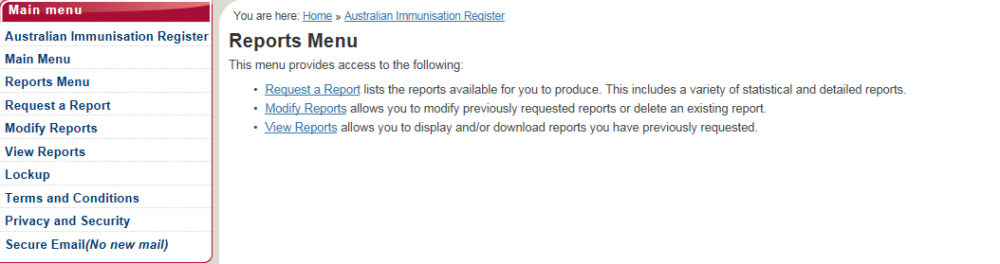 Main menu
Australian Immunisation Register
Main Menu
Reports Menu
Request a Report
Modify Reports
View Reports
Lockup
Terms and Conditions
Privacy and Security
Secure Email(No new mail)
You are here: Home » Australian Immunisation Register
Reports Menu
This menu provides access to the following:
• Request a Report lists the reports available for you to produce. This includes a variety of statistical and detailed reports.
• Modify Reports allows you to modify previously requested reports or delete an existing report.
• View Reports allows you to display and/or download reports you have previously requested.